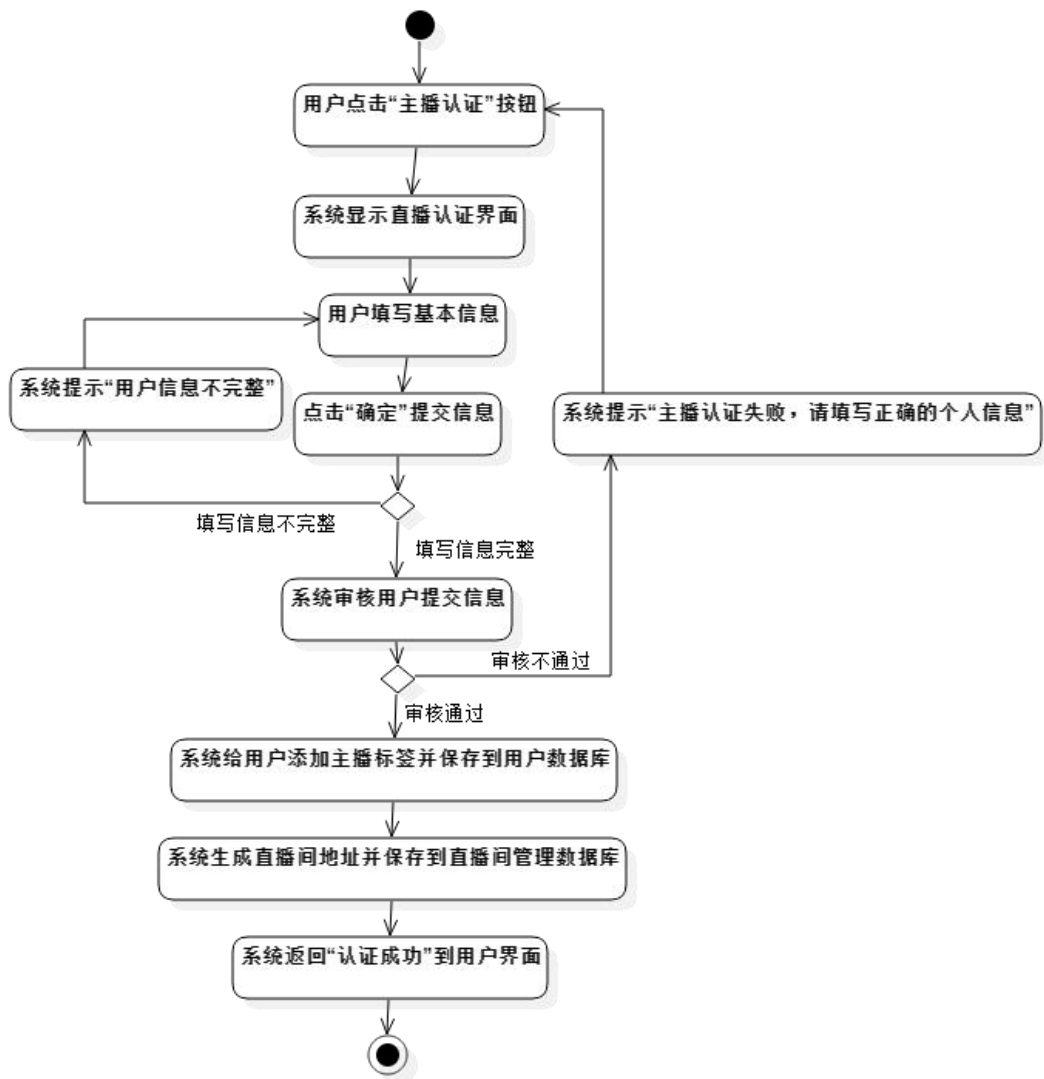 用户点击“主播认证”按钮
系统显示直播认证界面
用户填写基本信息
系统提示“用户信息不完整”
点击“确定”提交信息
系统提示“主播认证失败，请填写正确的个人信息”
填写信息不完整
填写信息完整
系统审核用户提交信息
审核不通过
审核通过
系统给用户添加主播标签并保存到用户数据库
系统生成直播间地址并保存到直播间管理数据库
系统返回“认证成功”到用户界面